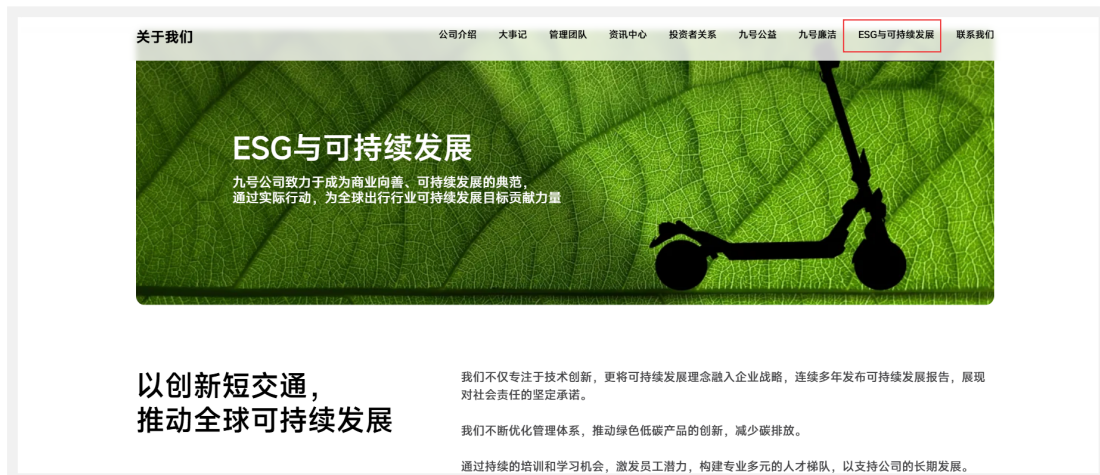 关于我们
公司介绍 大事记 管理团队 资讯中心 投资者关系 九号公益 九号廉洁 ESG与可持续发展 联系我们
ESG与可持续发展
九号公司致力于成为商业向善、可持续发展的典范，
通过实际行动，为全球出行行业可持续发展目标贡献力量
以创新短交通，
推动全球可持续发展
我们不仅专注于技术创新，更将可持续发展理念融入企业战略，连续多年发布可持续发展报告，展现
对社会责任的坚定承诺。
我们不断优化管理体系，推动绿色低碳产品的创新，减少碳排放。
通过持续的培训和学习机会，激发员工潜力，构建专业多元的人才梯队，以支持公司的长期发展。